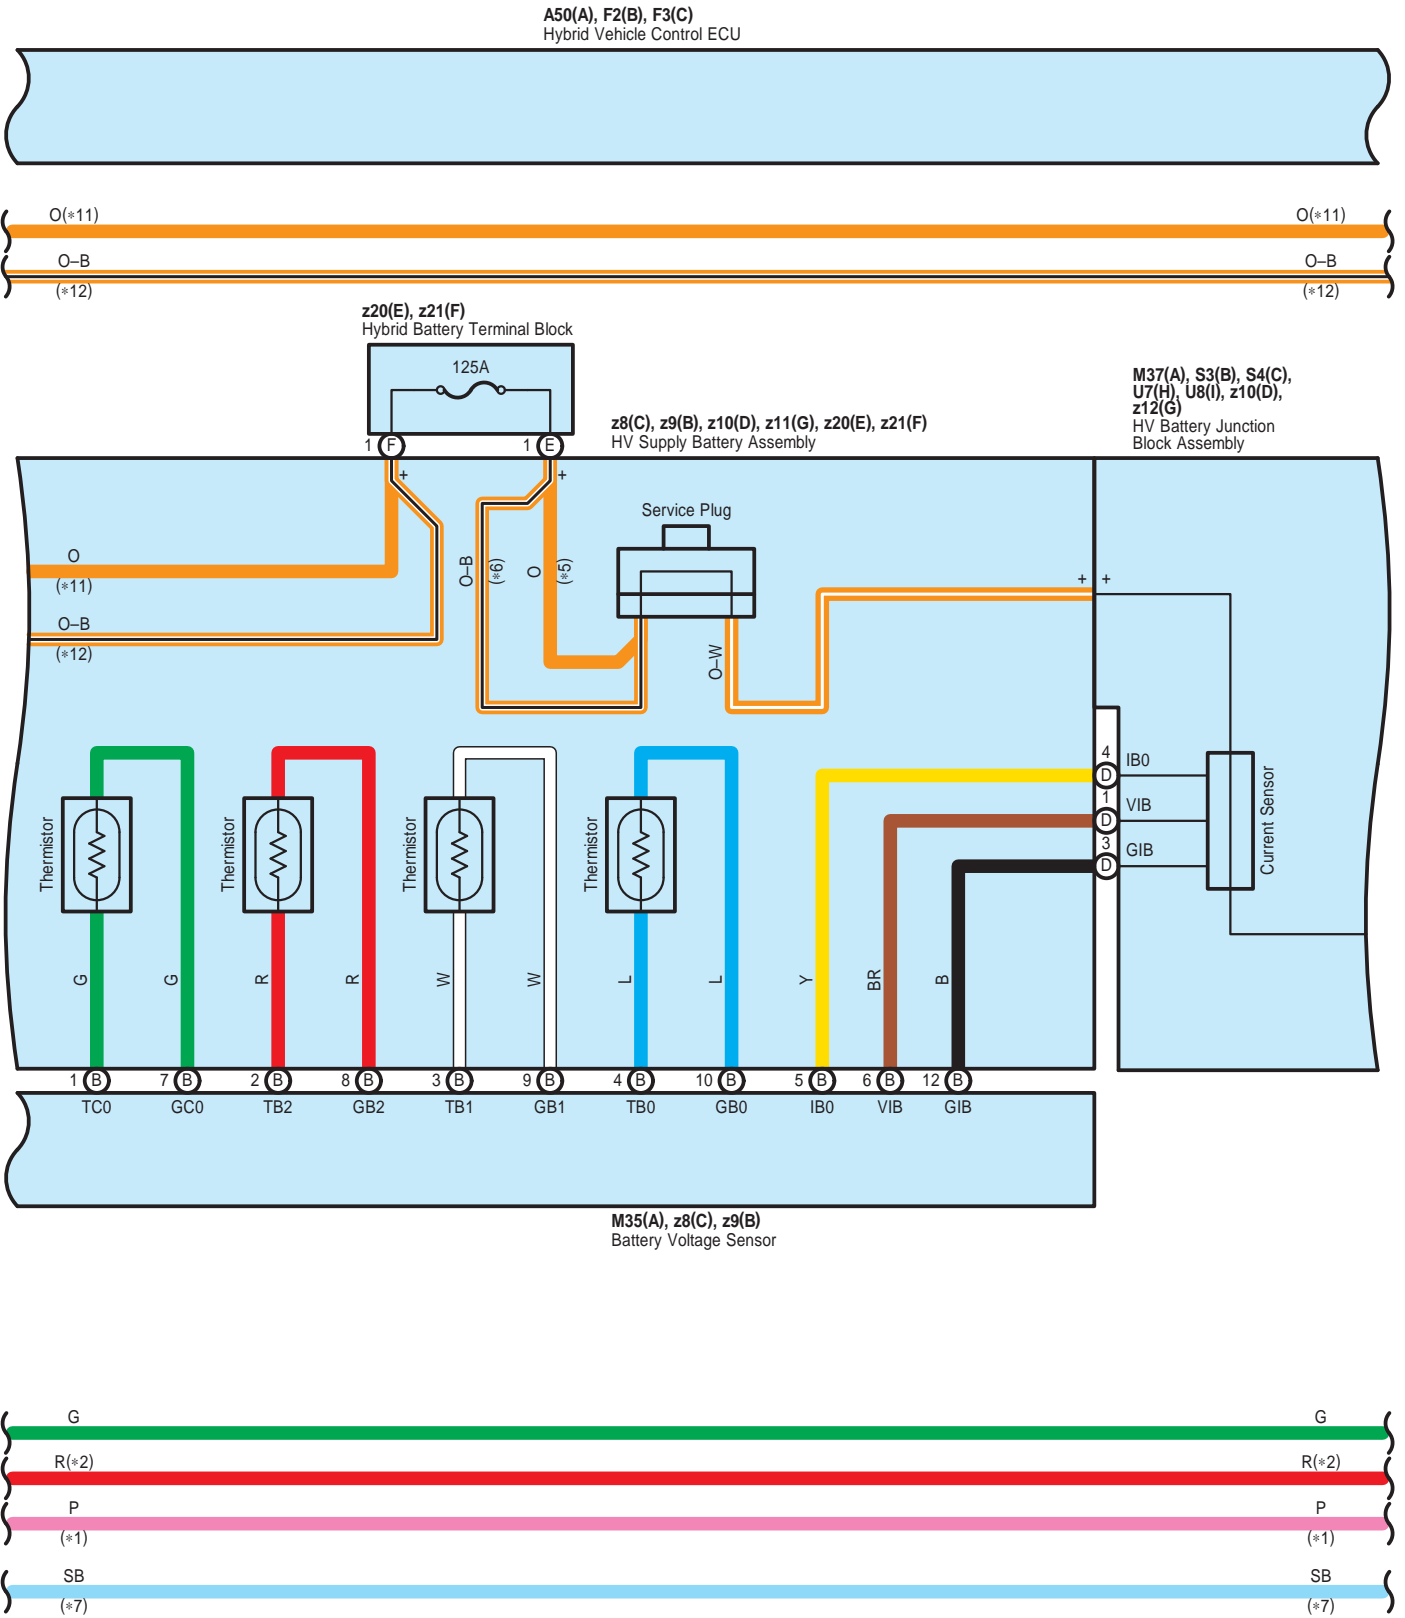 A50(A), F2(B), F3(C)
Hybrid Vehicle Control ECU
O(∗11)
O(∗11)
O–B
(∗12)
O–B
(∗12)
z20(E), z21(F)
Hybrid Battery Terminal Block
125A
1 F
1 E
z8(C), z9(B), z10(D), z11(G), z20(E), z21(F)
HV Supply Battery Assembly
M37(A), S3(B), S4(C),
U7(H), U8(I), z10(D),
z12(G)
HV Battery Junction
Block Assembly
+
+
Service Plug
O
(∗11)
O–B
(∗12)
O–B
(∗6)
O
(∗5)
O–W
+ +
4
D
IB0
1
D
VIB
3
D
GIB
Current Sensor
Thermistor
Thermistor
Thermistor
Thermistor
G
G
R
R
W
W
L
L
Y
BR
B
1 B
7 B
2 B
8 B
3 B
9 B
4 B
10 B
5 B
6 B
12 B
TC0
GC0
TB2
GB2
TB1
GB1
TB0
GB0
IB0
VIB
GIB
M35(A), z8(C), z9(B)
Battery Voltage Sensor
G
G
R(∗2)
R(∗2)
P
(∗1)
P
(∗1)
SB
(∗7)
SB
(∗7)